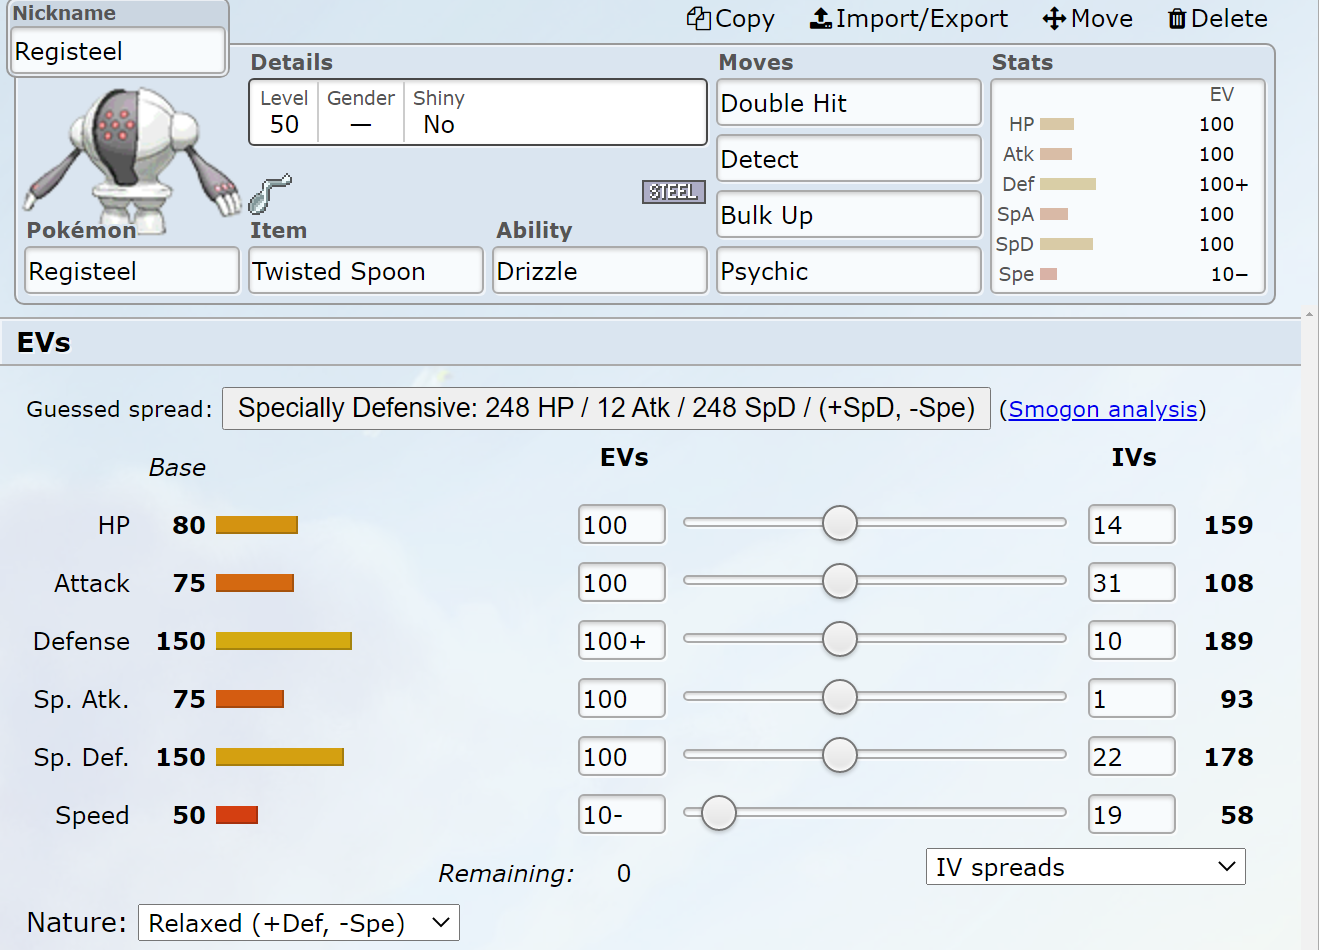 Nickname
Registeel
Copy Import/Export Move Delete
Details
Level Gender Shiny
50 — No
STEEL
Pokémon Item Ability
Registeel Twisted Spoon Drizzle
Moves
Double Hit
Detect
Bulk Up
Psychic
Stats
EV
HP 100
Atk 100
Def 100+
SpA 100
SpD 100
Spe 10−
EVs
Guessed spread: Specially Defensive: 248 HP / 12 Atk / 248 SpD / (+SpD, -Spe) (Smogon analysis)
Base EVs IVs
HP 80 100 14 159
Attack 75 100 31 108
Defense 150 100+ 10 189
Sp. Atk. 75 100 1 93
Sp. Def. 150 100 22 178
Speed 50 10- 19 58
Remaining: 0 IV spreads
Nature: Relaxed (+Def, -Spe)